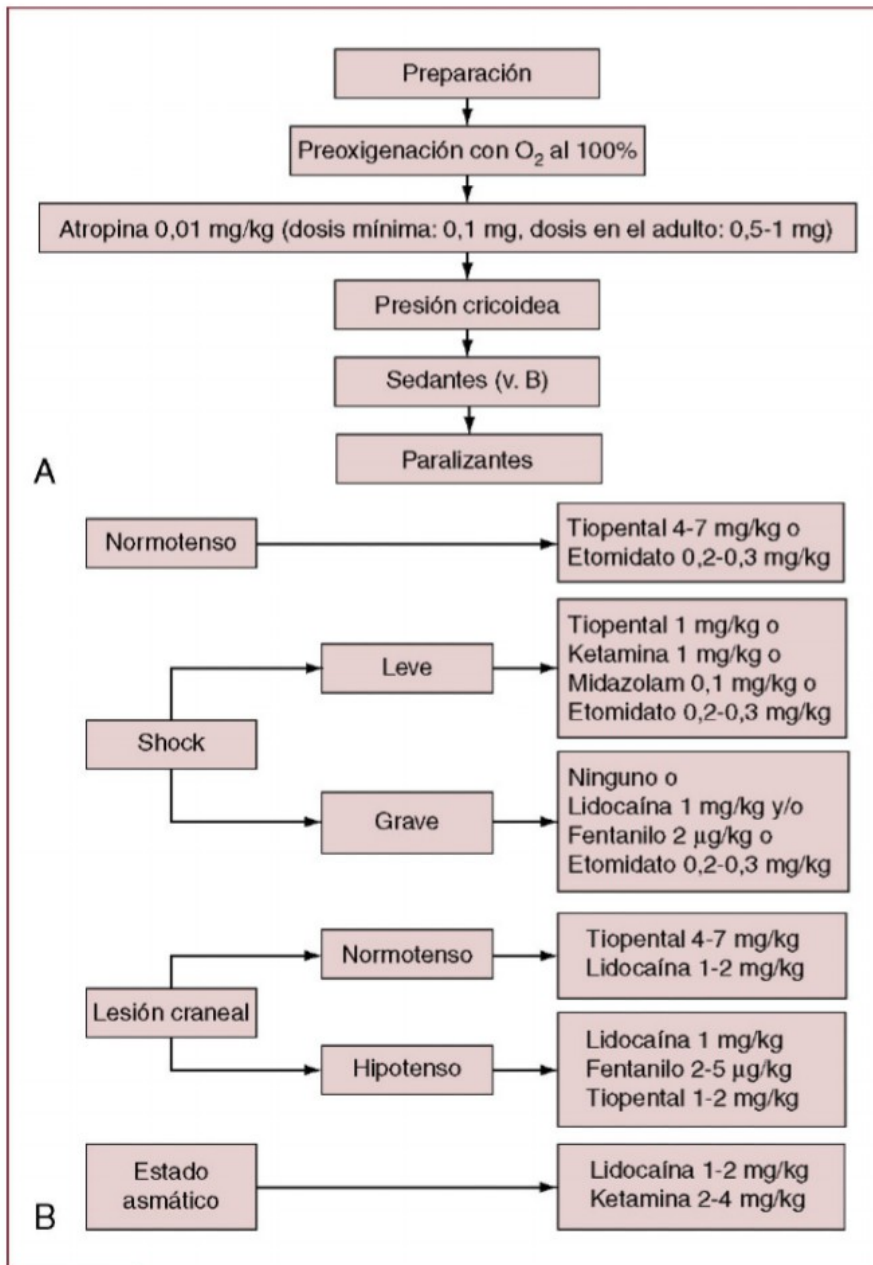 Preparación
Preoxigenación con O₂ al 100%
Atropina 0,01 mg/kg (dosis mínima: 0,1 mg, dosis en el adulto: 0,5-1 mg)
Presión cricoidea
Sedantes (v. B)
Paralizantes
A
Normotenso
Tiopental 4-7 mg/kg o
Etomidato 0,2-0,3 mg/kg
Shock
Leve
Tiopental 1 mg/kg o
Ketamina 1 mg/kg o
Midazolam 0,1 mg/kg o
Etomidato 0,2-0,3 mg/kg
Grave
Ninguno o
Lidocaína 1 mg/kg y/o
Fentanilo 2 μg/kg o
Etomidato 0,2-0,3 mg/kg
Lesión craneal
Normotenso
Tiopental 4-7 mg/kg
Lidocaína 1-2 mg/kg
Hipotenso
Lidocaína 1 mg/kg
Fentanilo 2-5 μg/kg
Tiopental 1-2 mg/kg
Estado
asmático
Lidocaína 1-2 mg/kg
Ketamina 2-4 mg/kg
B